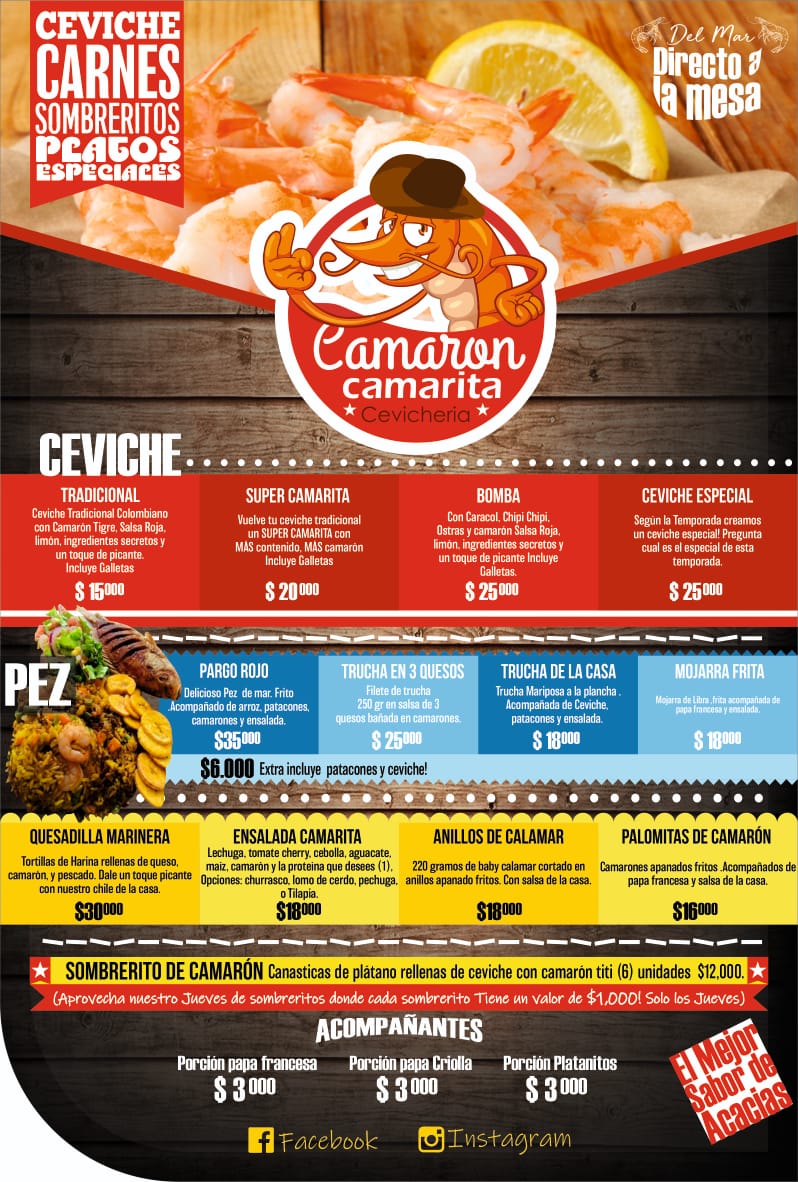 CEVICHE
CARNES
SOMBRERITOS
PLATOS
ESPECIALES
Del Mar
Directo a
la mesa
Camaron
camarita
Cevicheria
CEVICHE
TRADICIONAL
Ceviche Tradicional Colombiano
con Camarón Tigre, Salsa Roja,
limón, ingredientes secretos y
un toque de picante.
Incluye Galletas
$ 15000
SUPER CAMARITA
Vuelve tu ceviche tradicional
un SUPER CAMARITA con
MÁS contenido, MÁS camarón
Incluye Galletas
$ 20000
BOMBA
Con Caracol, Chipi Chipi,
Ostras y camarón Salsa Roja,
limón, ingredientes secretos y
un toque de picante Incluye
Galletas.
$ 25000
CEVICHE ESPECIAL
Según la Temporada creamos
un ceviche especial! Pregunta
cual es el especial de esta
temporada.
$ 25000
PEZ
PARGO ROJO
Delicioso Pez de mar. Frito
.Acompañado de arroz, patacones,
camarones y ensalada.
$35000
TRUCHA EN 3 QUESOS
Filete de trucha
250 gr en salsa de 3
quesos bañada en camarones.
$ 25000
TRUCHA DE LA CASA
Trucha Mariposa a la plancha .
Acompañada de Ceviche,
patacones y ensalada.
$ 18000
MOJARRA FRITA
Mojarra de Libra ,frita acompañada de
papa francesa y ensalada.
$ 18000
$6.000 Extra incluye patacones y ceviche!
QUESADILLA MARINERA
Tortillas de Harina rellenas de queso,
camarón, y pescado. Dale un toque picante
con nuestro chile de la casa.
$30000
ENSALADA CAMARITA
Lechuga, tomate cherry, cebolla, aguacate,
maiz, camarón y la proteina que desees (1),
Opciones: churrasco, lomo de cerdo, pechuga,
o Tilapia.
$18000
ANILLOS DE CALAMAR
220 gramos de baby calamar cortado en
anillos apanado fritos. Con salsa de la casa.
$18000
PALOMITAS DE CAMARÓN
Camarones apanados fritos .Acompañados de
papa francesa y salsa de la casa.
$16000
SOMBRERITO DE CAMARÓN Canasticas de plátano rellenas de ceviche con camarón titi (6) unidades $12,000.
(Aprovecha nuestro Jueves de sombreritos donde cada sombrerito Tiene un valor de $1,000! Solo los Jueves)
ACOMPAÑANTES
Porción papa francesa
$ 3000
Porción papa Criolla
$ 3000
Porción Platanitos
$ 3000
El Mejor
Sabor de
Acacias
Facebook
Instagram